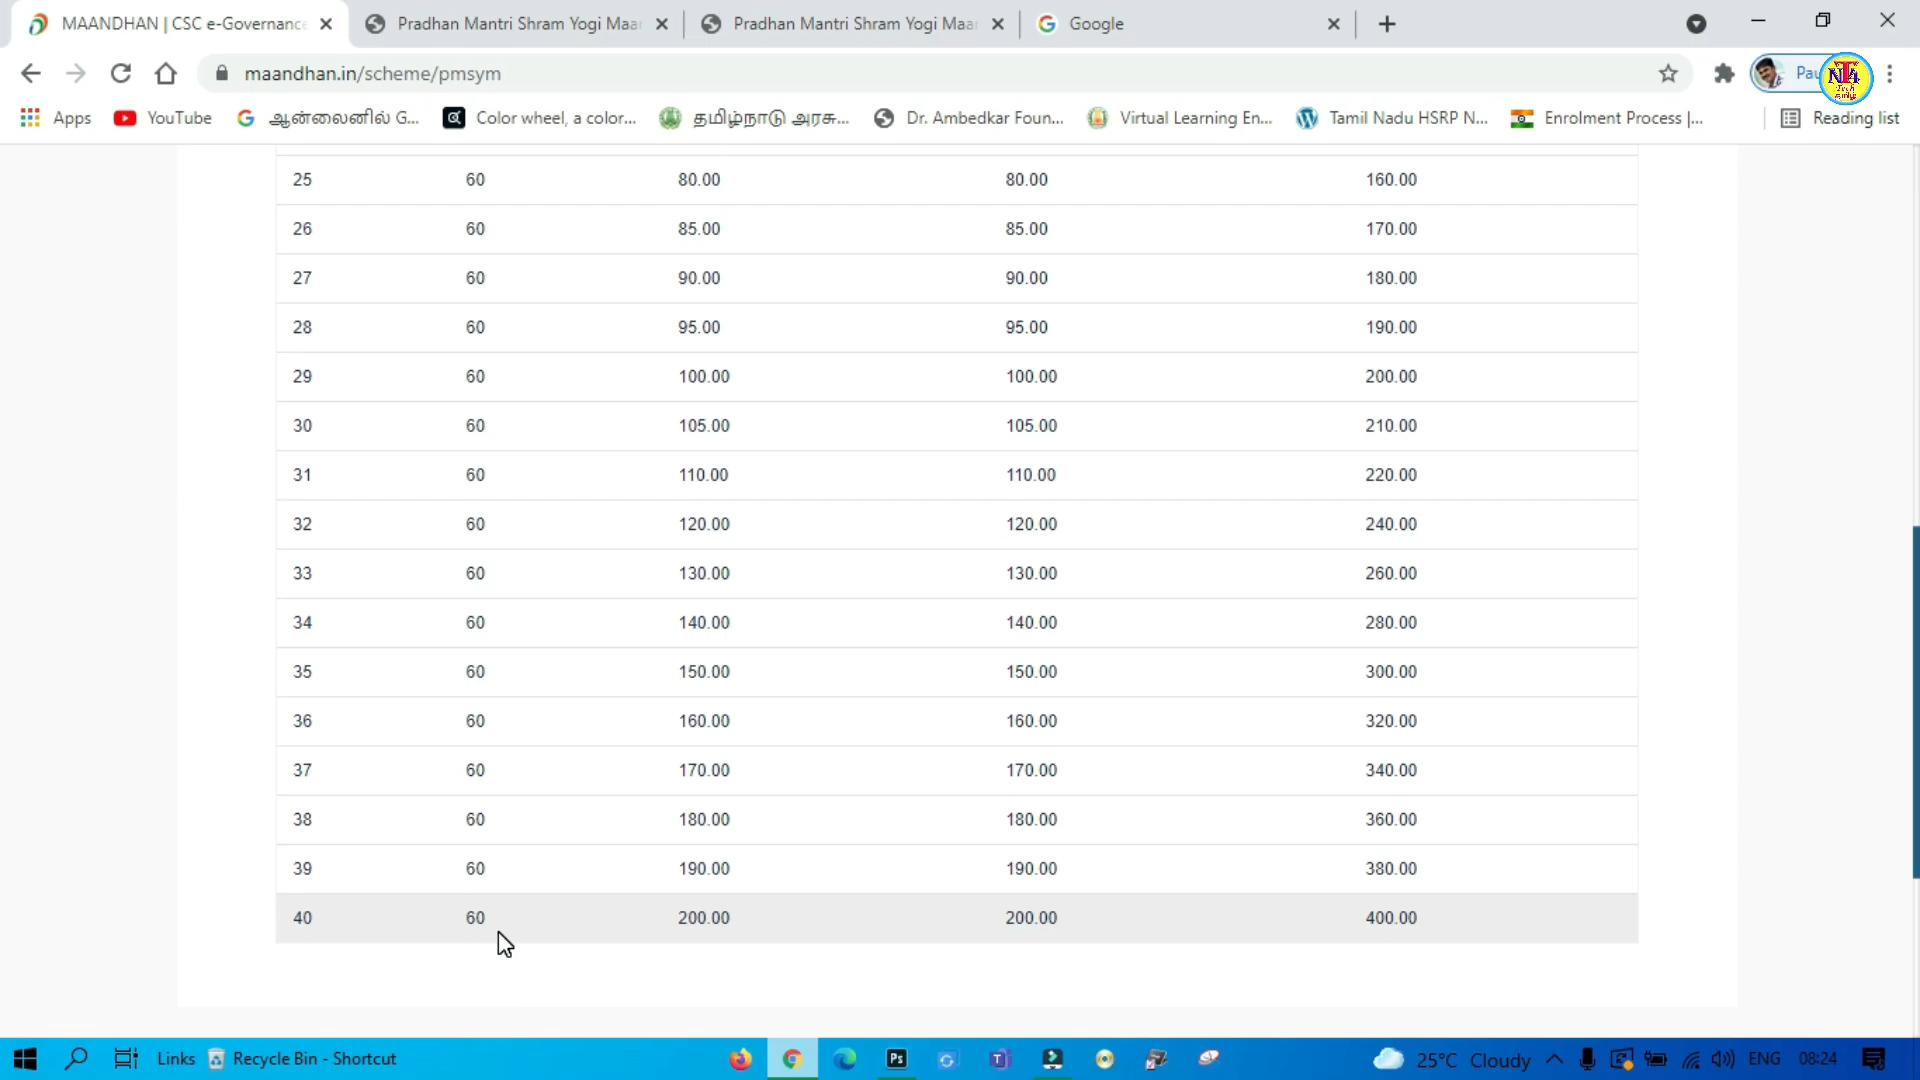 MAANDHAN | CSC e-Governance
Pradhan Mantri Shram Yogi Maan
Pradhan Mantri Shram Yogi Maan
Google
maandhan.in/scheme/pmsym
Pau
NTA
Tech
தமிழ்
Apps
YouTube
ஆன்லைனில் G...
Color wheel, a color...
தமிழ்நாடு அரசு...
Dr. Ambedkar Foun...
Virtual Learning En...
Tamil Nadu HSRP N...
Enrolment Process |...
Reading list
25 60 80.00 80.00 160.00
26 60 85.00 85.00 170.00
27 60 90.00 90.00 180.00
28 60 95.00 95.00 190.00
29 60 100.00 100.00 200.00
30 60 105.00 105.00 210.00
31 60 110.00 110.00 220.00
32 60 120.00 120.00 240.00
33 60 130.00 130.00 260.00
34 60 140.00 140.00 280.00
35 60 150.00 150.00 300.00
36 60 160.00 160.00 320.00
37 60 170.00 170.00 340.00
38 60 180.00 180.00 360.00
39 60 190.00 190.00 380.00
40 60 200.00 200.00 400.00
Links
Recycle Bin - Shortcut
Ps
25°C Cloudy
ENG
08:24